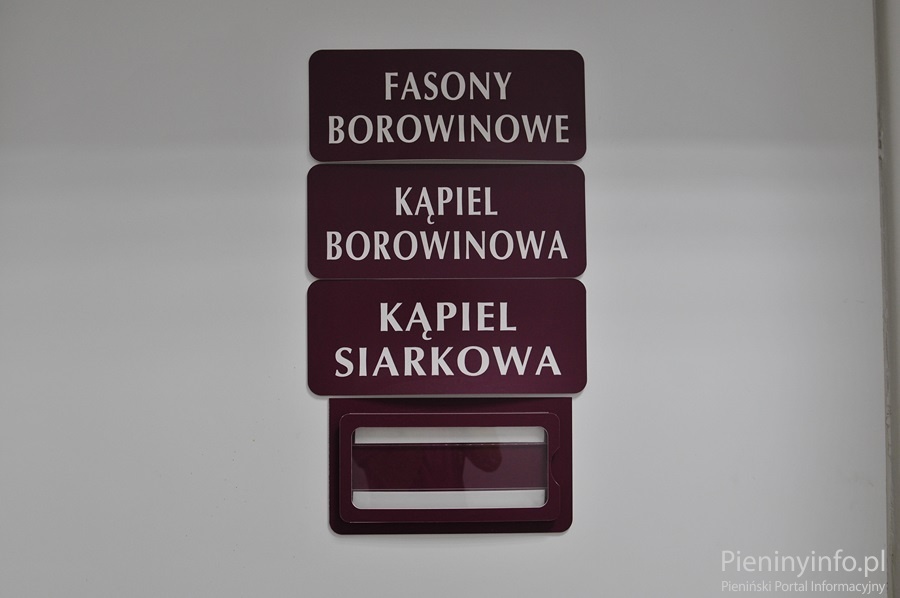 FASONY
BOROWINOWE
KĄPIEL
BOROWINOWA
KĄPIEL
SIARKOWA
Pieninyinfo.pl
Pieniński Portal Informacyjny